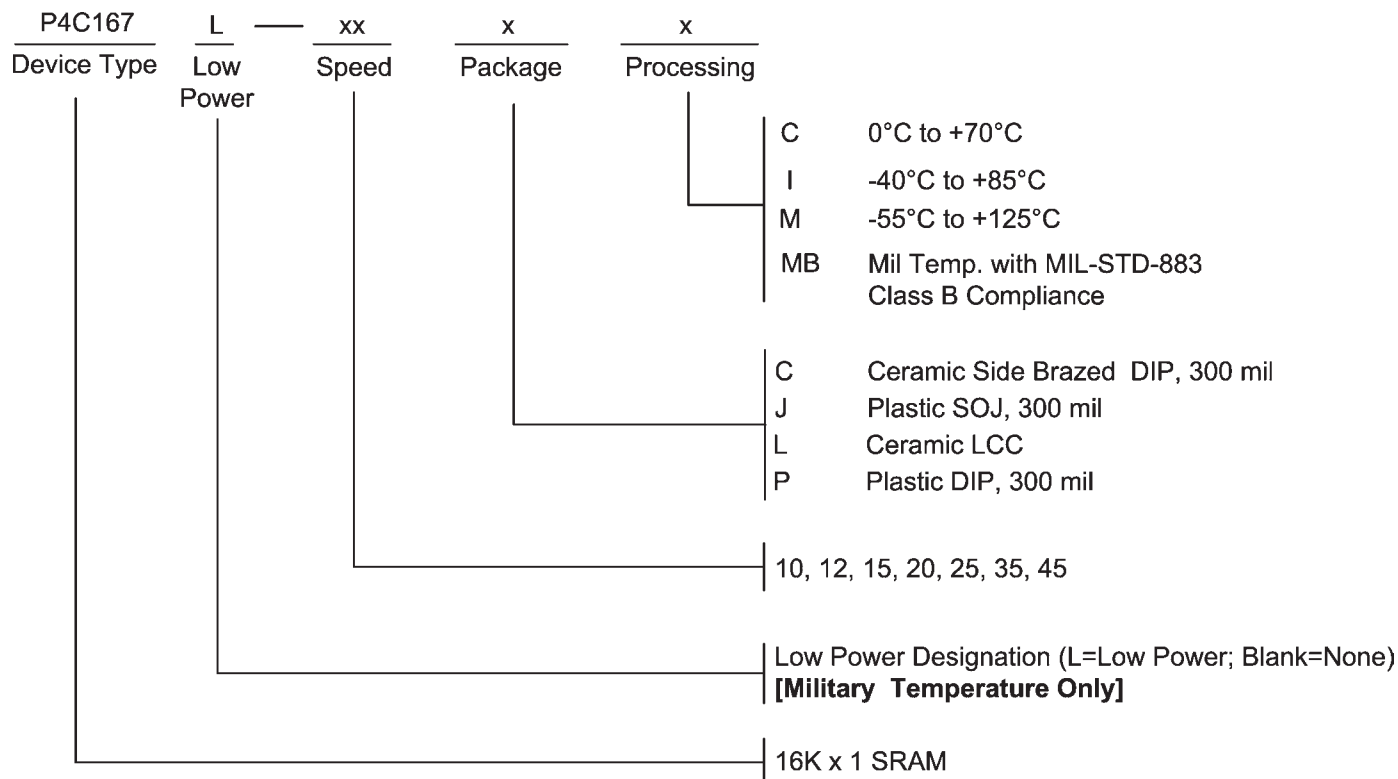 P4C167 L — xx x x
Device Type Low Power Speed Package Processing
C 0°C to +70°C
I -40°C to +85°C
M -55°C to +125°C
MB Mil Temp. with MIL-STD-883
Class B Compliance
C Ceramic Side Brazed DIP, 300 mil
J Plastic SOJ, 300 mil
L Ceramic LCC
P Plastic DIP, 300 mil
10, 12, 15, 20, 25, 35, 45
Low Power Designation (L=Low Power; Blank=None)
[Military Temperature Only]
16K x 1 SRAM